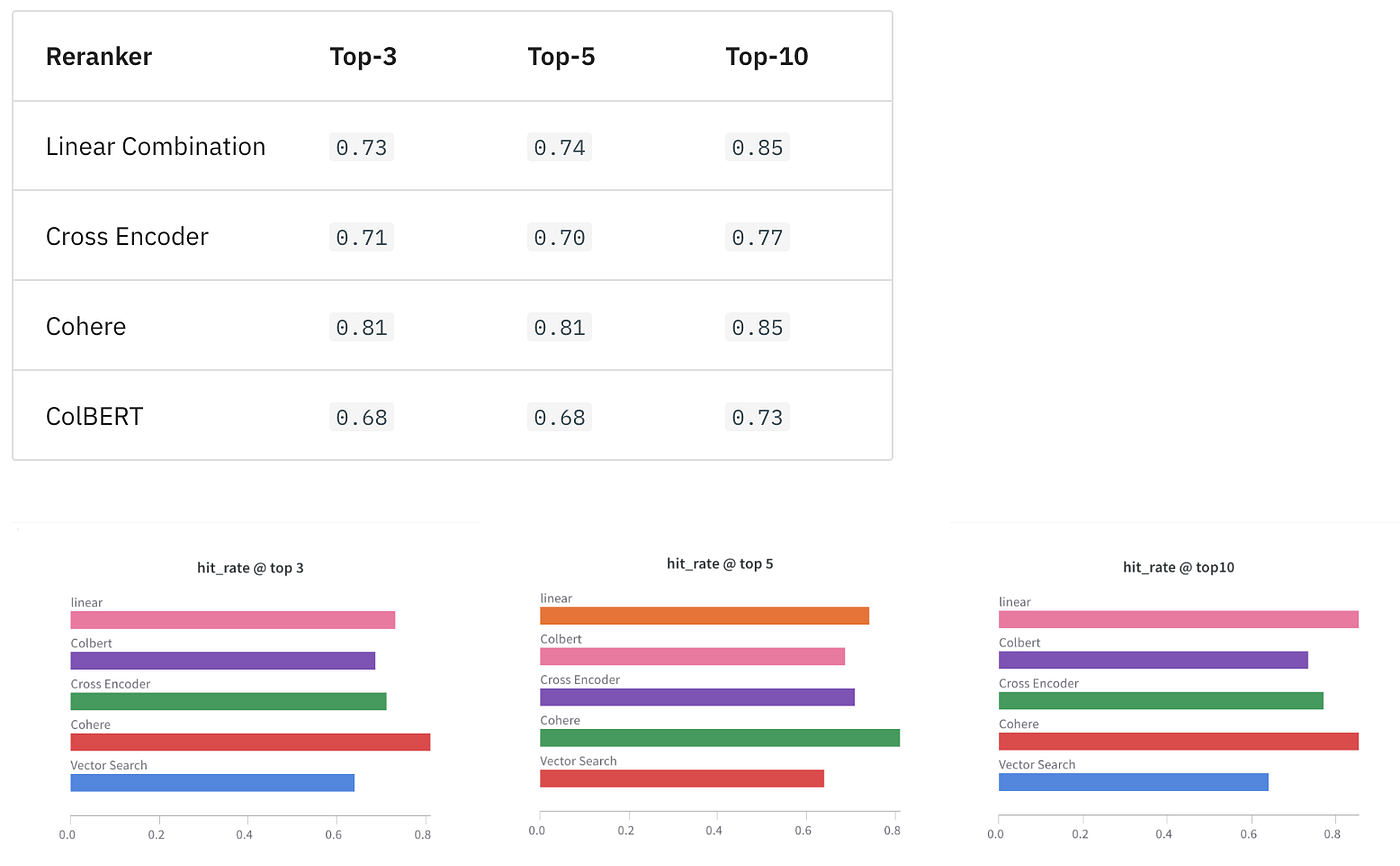 Reranker Top-3 Top-5 Top-10
Linear Combination 0.73 0.74 0.85
Cross Encoder 0.71 0.70 0.77
Cohere 0.81 0.81 0.85
ColBERT 0.68 0.68 0.73
hit_rate @ top 3
linear
Colbert
Cross Encoder
Cohere
Vector Search
0.0 0.2 0.4 0.6 0.8
hit_rate @ top 5
linear
Colbert
Cross Encoder
Cohere
Vector Search
0.0 0.2 0.4 0.6 0.8
hit_rate @ top10
linear
Colbert
Cross Encoder
Cohere
Vector Search
0.0 0.2 0.4 0.6 0.8